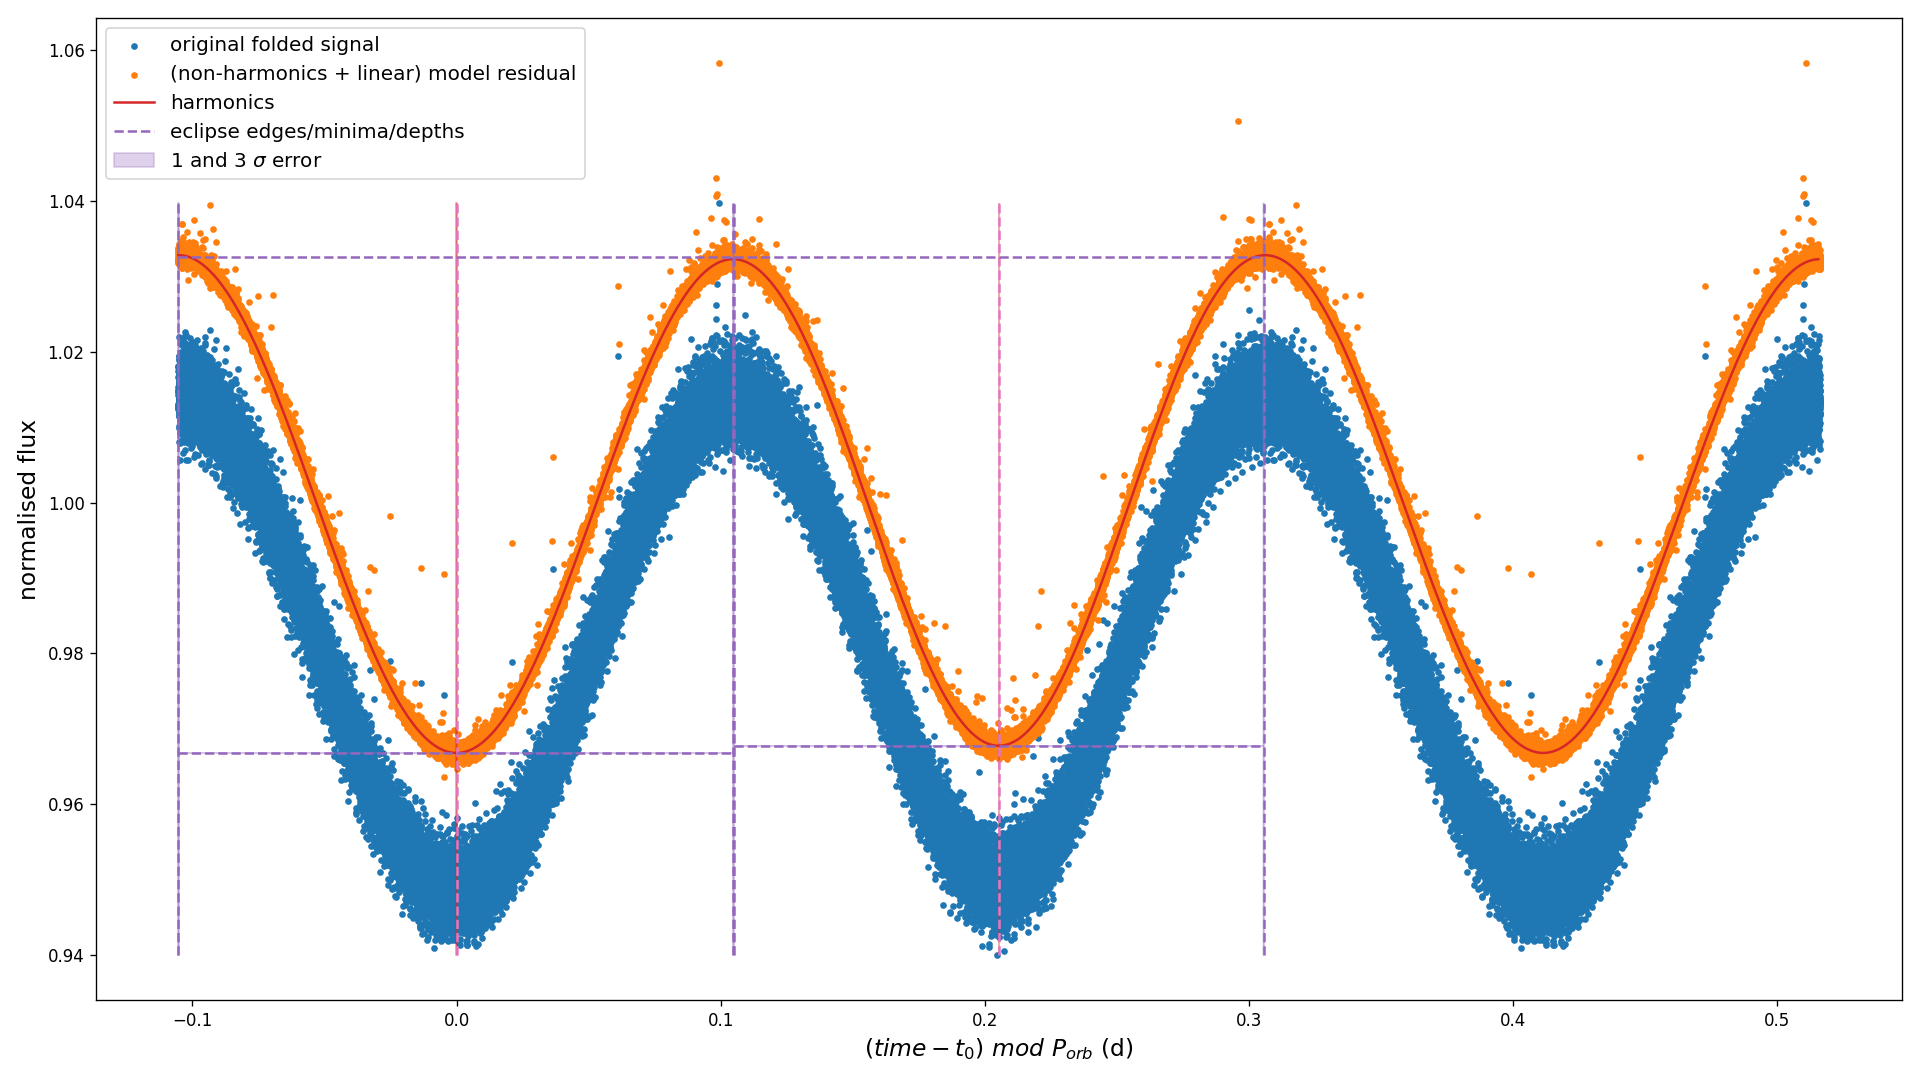 original folded signal
(non-harmonics + linear) model residual
harmonics
eclipse edges/minima/depths
1 and 3 σ error
normalised flux
1.06
1.04
1.02
1.00
0.98
0.96
0.94
−0.1
0.0
0.1
0.2
0.3
0.4
0.5
(time − t₀) mod Pₒᵣᵦ (d)